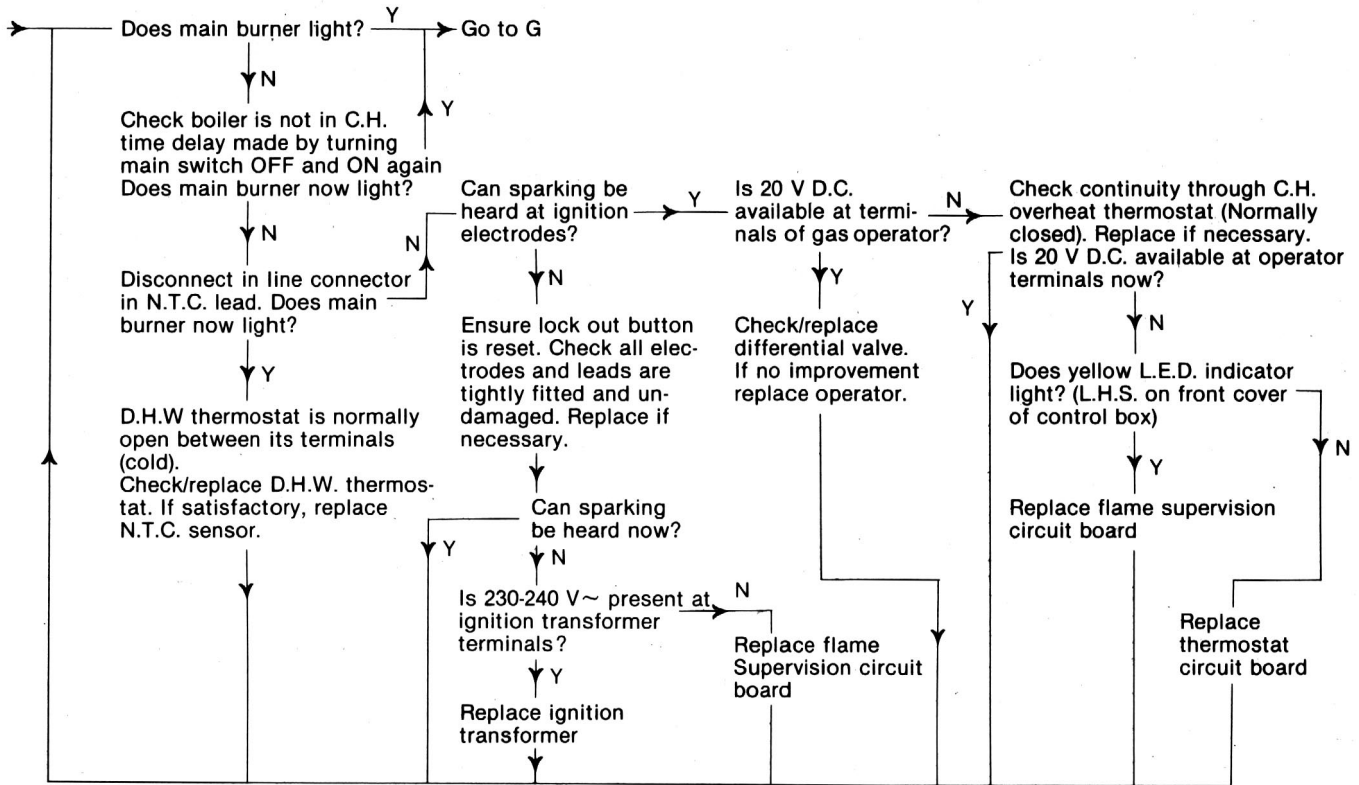 Does main burner light?
Y
Go to G
N
Check boiler is not in C.H.
time delay made by turning
main switch OFF and ON again
Does main burner now light?
Y
N
Disconnect in line connector
in N.T.C. lead. Does main
burner now light?
N
Y
D.H.W thermostat is normally
open between its terminals
(cold).
Check/replace D.H.W. thermos-
tat. If satisfactory, replace
N.T.C. sensor.
Can sparking be
heard at ignition
electrodes?
Y
N
Ensure lock out button
is reset. Check all elec-
trodes and leads are
tightly fitted and un-
damaged. Replace if
necessary.
Can sparking
be heard now?
Y
N
Is 230-240 V~ present at
ignition transformer
terminals?
N
Y
Replace ignition
transformer
Replace flame
Supervision circuit
board
Is 20 V D.C.
available at termi-
nals of gas operator?
N
Y
Check/replace
differential valve.
If no improvement
replace operator.
Check continuity through C.H.
overheat thermostat (Normally
closed). Replace if necessary.
Is 20 V D.C. available at operator
terminals now?
Y
N
Does yellow L.E.D. indicator
light? (L.H.S. on front cover
of control box)
N
Y
Replace flame supervision
circuit board
Replace
thermostat
circuit board